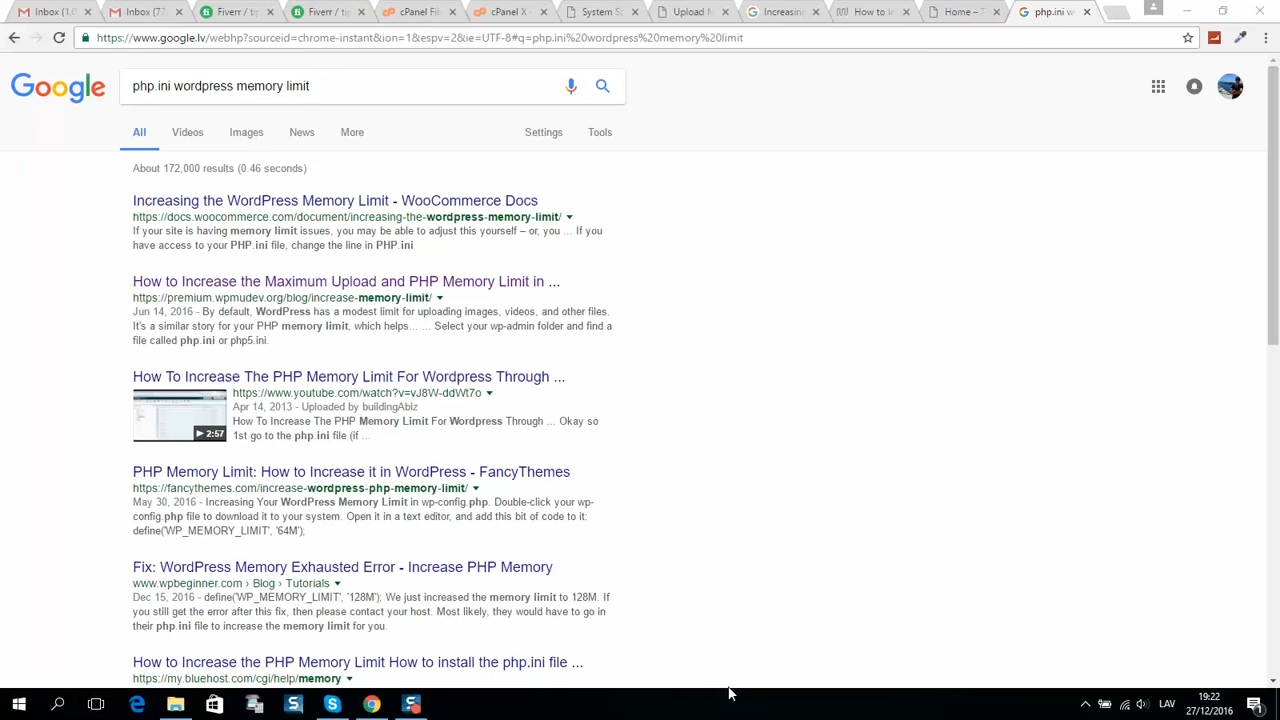 Inbox (1,0
Inbox (77
Fiverr / tip
Fiverr / tip
cPanel File
cPanel X -
System S
Upload N
Increasing
How to In
Home – T
php.ini w
https://www.google.lv/webhp?sourceid=chrome-instant&ion=1&espv=2&ie=UTF-8#q=php.ini%20wordpress%20memory%20limit
Google
php.ini wordpress memory limit
All Videos Images News More Settings Tools
About 172,000 results (0.46 seconds)
Increasing the WordPress Memory Limit - WooCommerce Docs
https://docs.woocommerce.com/document/increasing-the-wordpress-memory-limit/
If your site is having memory limit issues, you may be able to adjust this yourself – or, you ... If you
have access to your PHP.ini file, change the line in PHP.ini
How to Increase the Maximum Upload and PHP Memory Limit in ...
https://premium.wpmudev.org/blog/increase-memory-limit/
Jun 14, 2016 - By default, WordPress has a modest limit for uploading images, videos, and other files.
It's a similar story for your PHP memory limit, which helps... ... Select your wp-admin folder and find a
file called php.ini or php5.ini.
How To Increase The PHP Memory Limit For Wordpress Through ...
https://www.youtube.com/watch?v=vJ8W-ddWt7o
Apr 14, 2013 - Uploaded by buildingAbiz
How To Increase The PHP Memory Limit For Wordpress Through ... Okay so
1st go to the php.ini file (if ...
2:57
PHP Memory Limit: How to Increase it in WordPress - FancyThemes
https://fancythemes.com/increase-wordpress-php-memory-limit/
May 30, 2016 - Increasing Your WordPress Memory Limit in wp-config.php. Double-click your wp-
config.php file to download it to your system. Open it in a text editor, and add this bit of code to it:
define('WP_MEMORY_LIMIT', '64M');
Fix: WordPress Memory Exhausted Error - Increase PHP Memory
www.wpbeginner.com › Blog › Tutorials
Dec 15, 2016 - define('WP_MEMORY_LIMIT', '128M'); We just increased the memory limit to 128M. If
you still get the error after this fix, then please contact your host. Most likely, they would have to go in
their php.ini file to increase the memory limit for you.
How to Increase the PHP Memory Limit How to install the php.ini file ...
https://my.bluehost.com/cgi/help/memory
LAV
19:22
27/12/2016